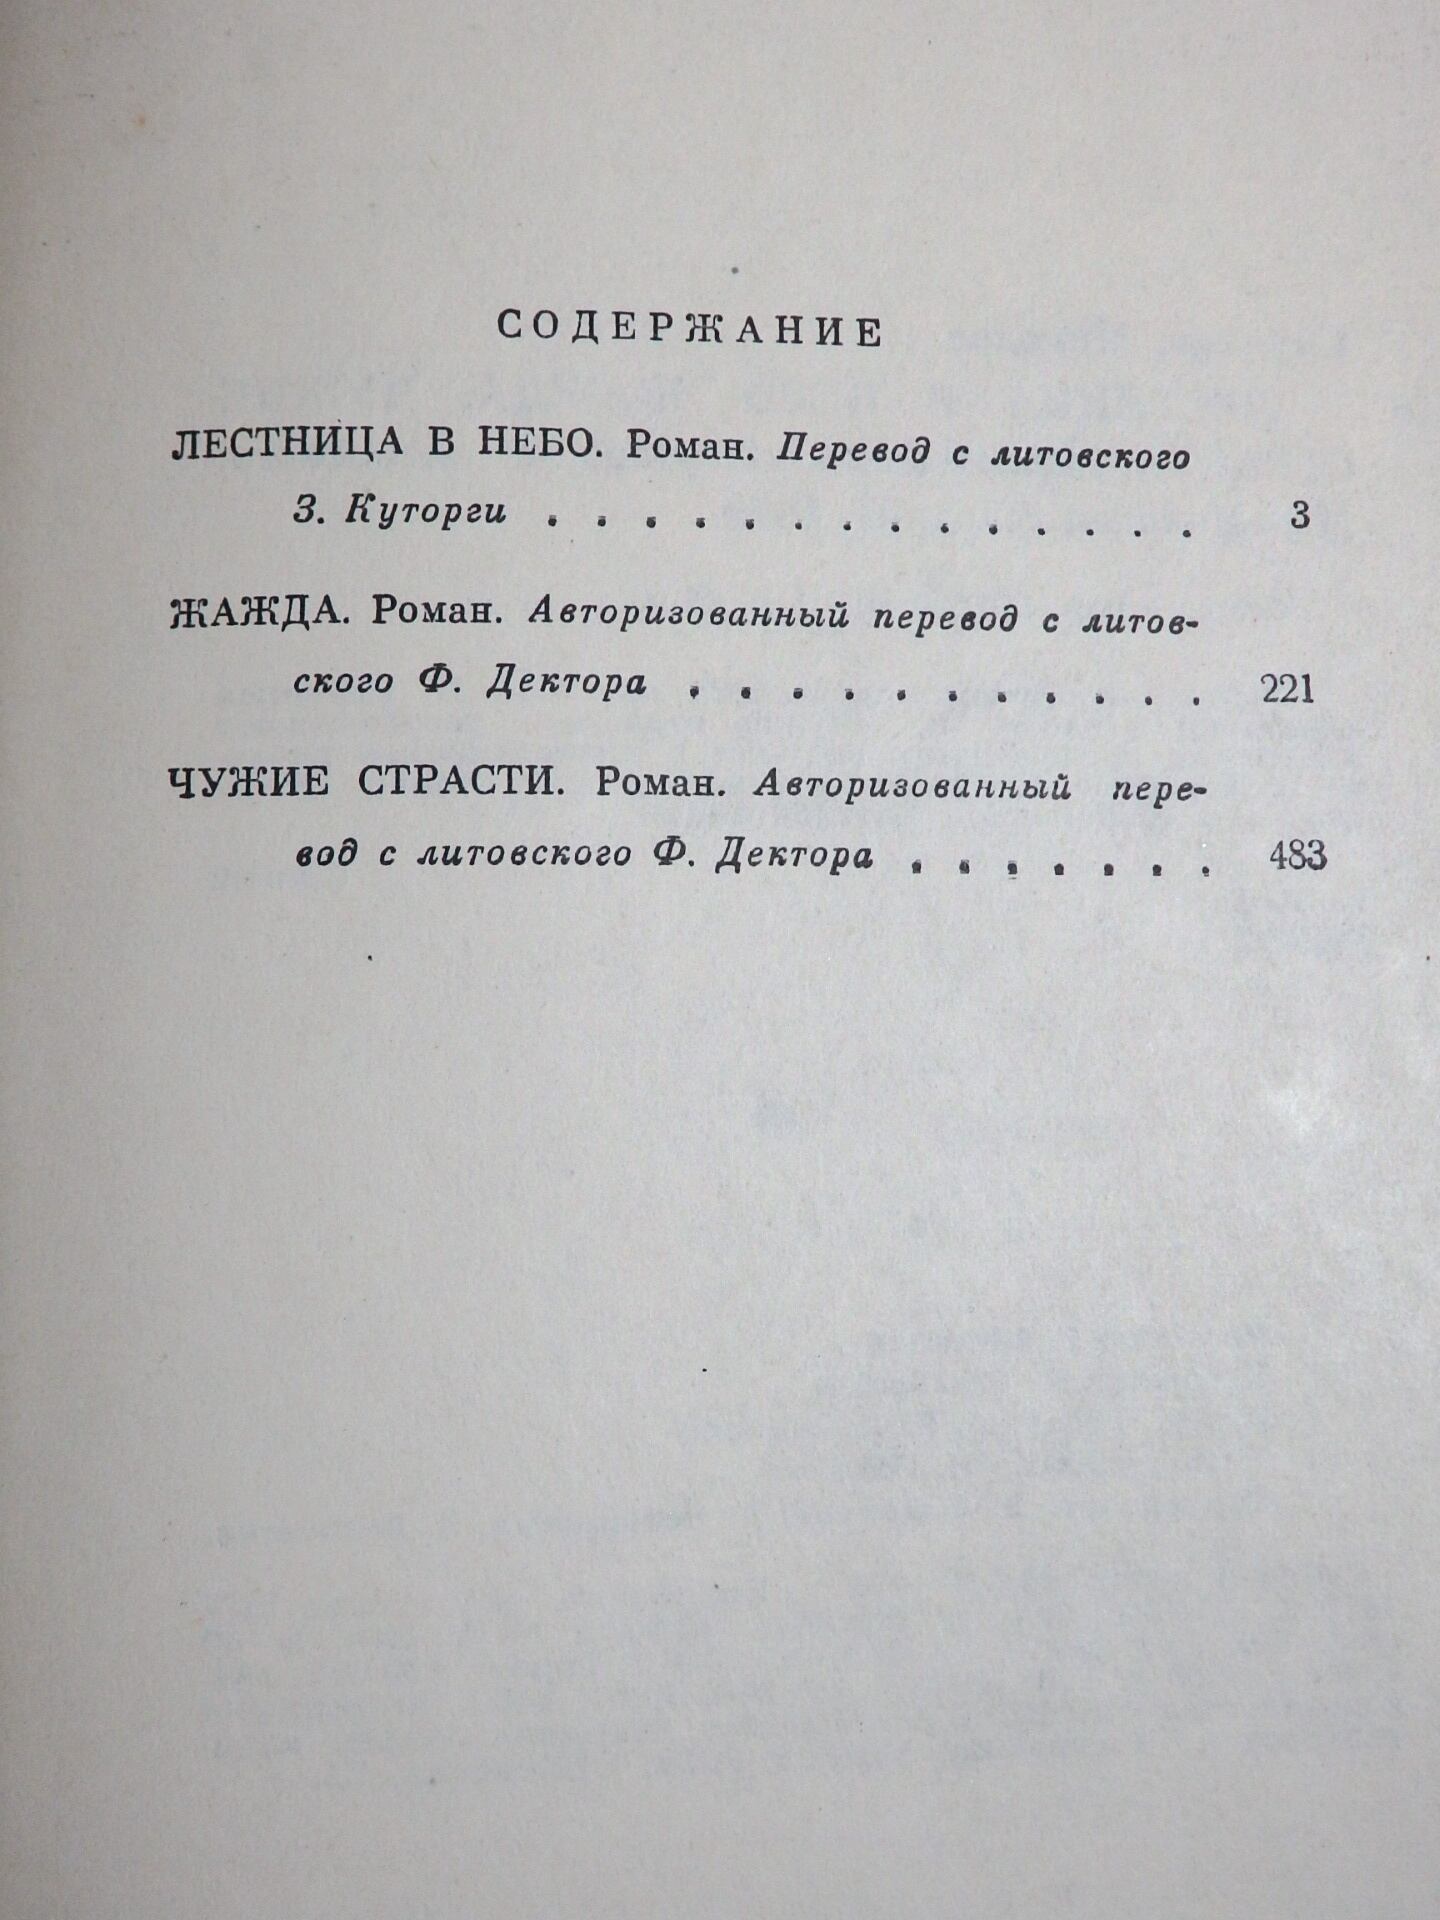 СОДЕРЖАНИЕ
ЛЕСТНИЦА В НЕБО. Роман. Перевод с литовского
З. Куторги . . . . . . . . . . . . . . 3
ЖАЖДА. Роман. Авторизованный перевод с литов-
ского Ф. Дектора . . . . . . . . . . . 221
ЧУЖИЕ СТРАСТИ. Роман. Авторизованный пере-
вод с литовского Ф. Дектора . . . . . . . 483